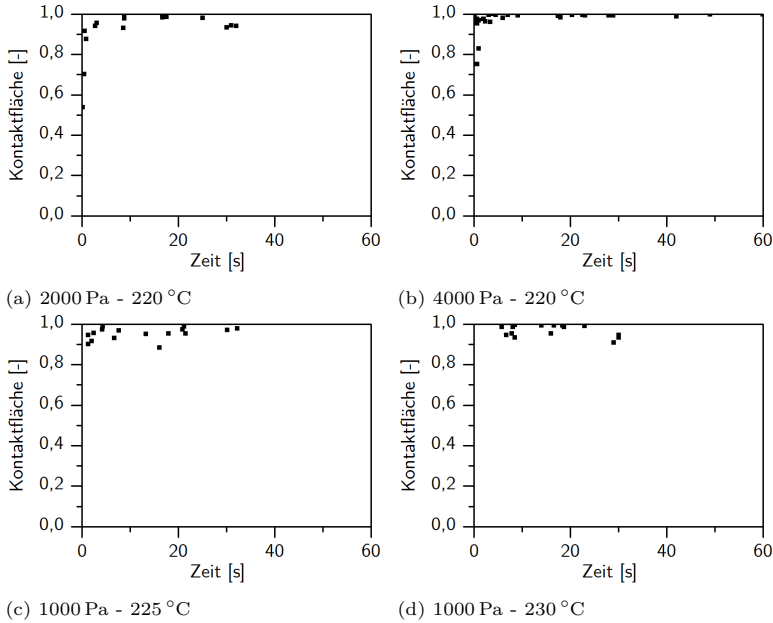 1,0
0,8
0,6
0,4
0,2
0,0
Kontaktfläche [-]
0 20 40 60
Zeit [s]
(a) 2000 Pa - 220 °C
1,0
0,8
0,6
0,4
0,2
0,0
Kontaktfläche [-]
0 20 40 60
Zeit [s]
(b) 4000 Pa - 220 °C
1,0
0,8
0,6
0,4
0,2
0,0
Kontaktfläche [-]
0 20 40 60
Zeit [s]
(c) 1000 Pa - 225 °C
1,0
0,8
0,6
0,4
0,2
0,0
Kontaktfläche [-]
0 20 40 60
Zeit [s]
(d) 1000 Pa - 230 °C